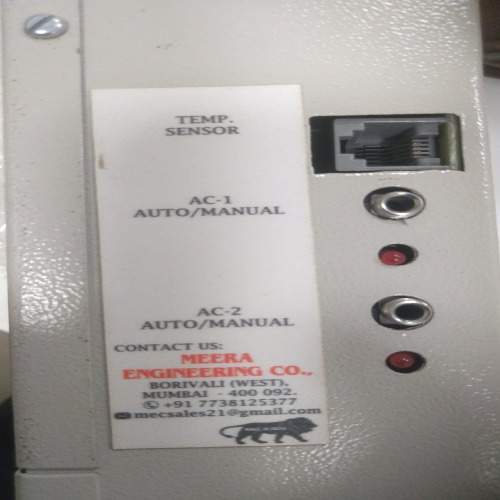 TEMP.
SENSOR
AC-1
AUTO/MANUAL
AC-2
AUTO/MANUAL
CONTACT US:
MEERA
ENGINEERING CO.,
BORIVALI (WEST),
MUMBAI - 400 092.
+91 7738125377
mecsales21@gmail.com